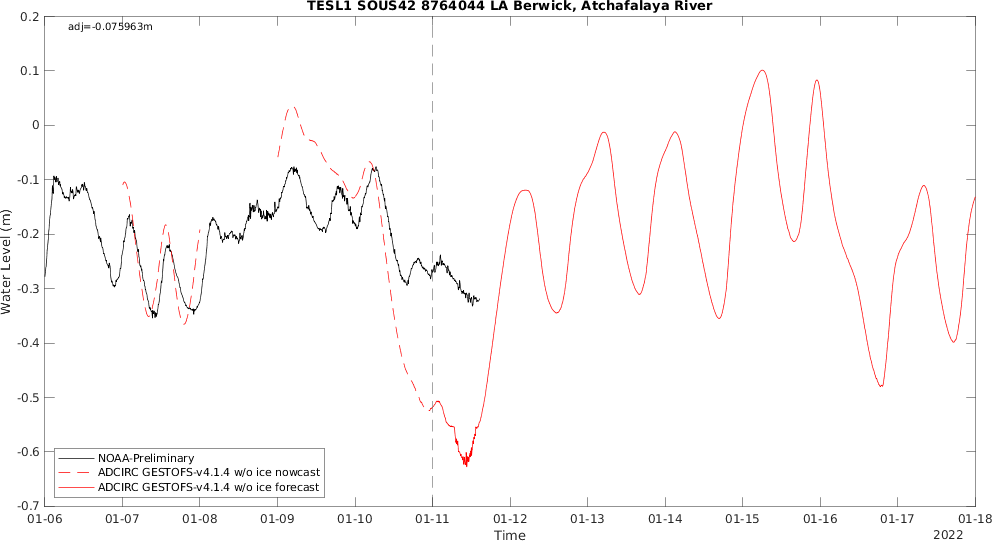 TESL1 SOUS42 8764044 LA Berwick, Atchafalaya River
adj=-0.075963m
0.2
0.1
0
-0.1
-0.2
-0.3
-0.4
-0.5
-0.6
-0.7
Water Level (m)
NOAA-Preliminary
ADCIRC GESTOFS-v4.1.4 w/o ice nowcast
ADCIRC GESTOFS-v4.1.4 w/o ice forecast
01-06 01-07 01-08 01-09 01-10 01-11 01-12 01-13 01-14 01-15 01-16 01-17 01-18
Time
2022